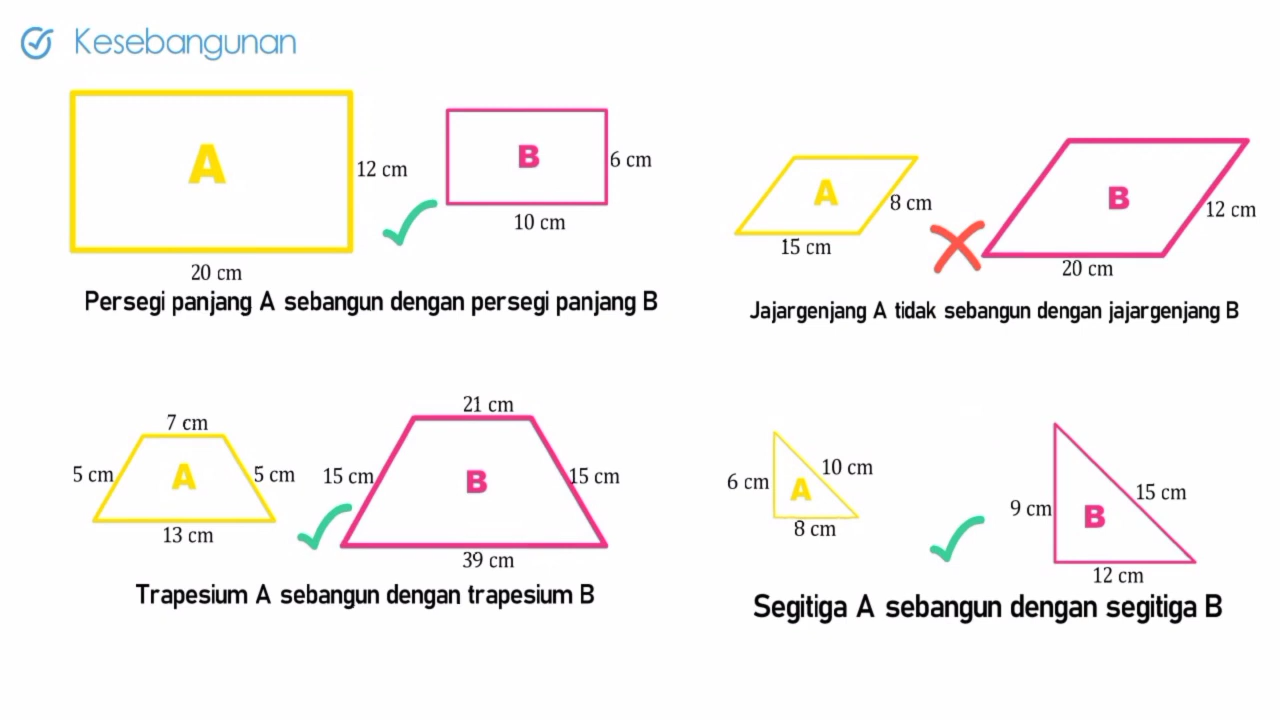 Kesebangunan
A
12 cm
20 cm
B
6 cm
10 cm
Persegi panjang A sebangun dengan persegi panjang B
A
8 cm
15 cm
B
12 cm
20 cm
Jajargenjang A tidak sebangun dengan jajargenjang B
7 cm
5 cm
A
5 cm
13 cm
21 cm
15 cm
B
15 cm
39 cm
Trapesium A sebangun dengan trapesium B
6 cm
10 cm
A
8 cm
9 cm
15 cm
B
12 cm
Segitiga A sebangun dengan segitiga B